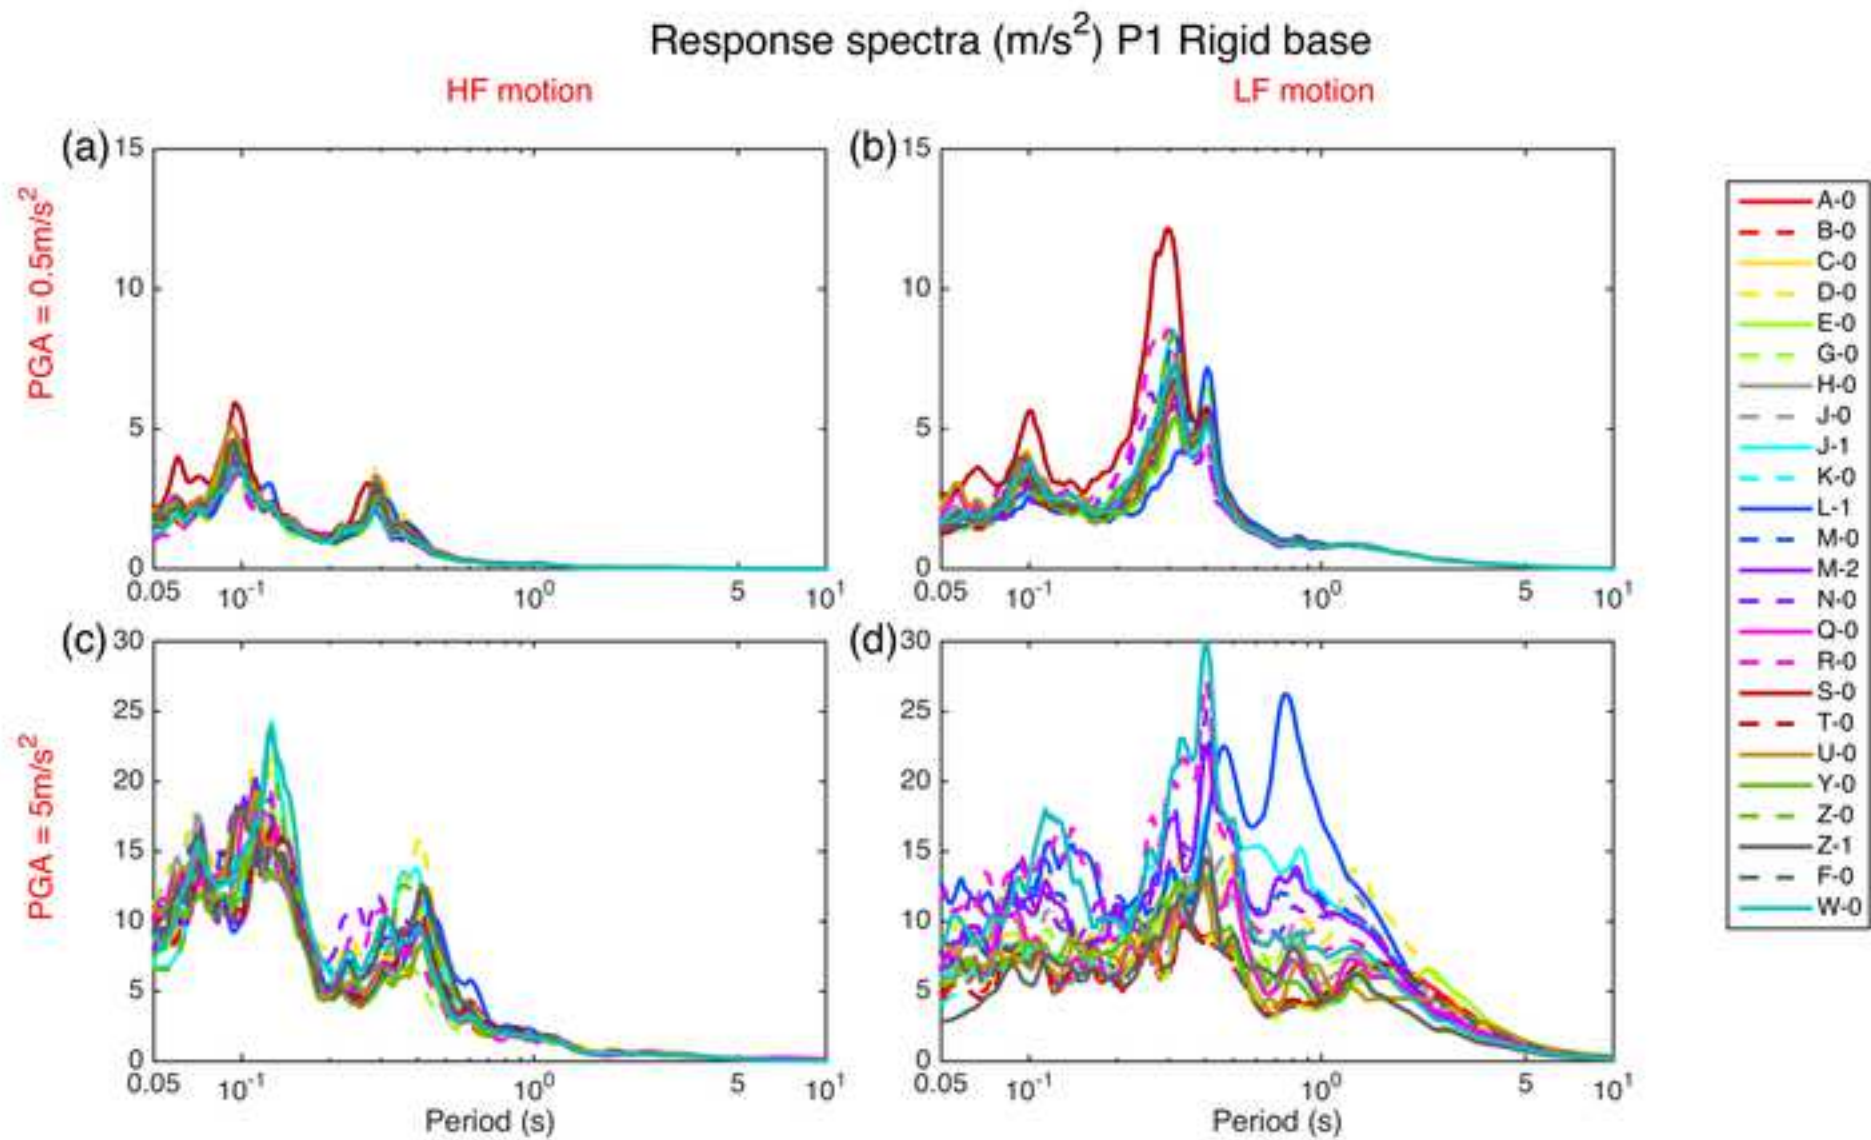 Response spectra (m/s²) P1 Rigid base
HF motion
LF motion
PGA = 0.5m/s²
(a)
15
10
5
0
0.05 10⁻¹ 10⁰ 5 10¹
(b)
15
10
5
0
0.05 10⁻¹ 10⁰ 5 10¹
PGA = 5m/s²
(c)
30
25
20
15
10
5
0
0.05 10⁻¹ 10⁰ 5 10¹
Period (s)
(d)
30
25
20
15
10
5
0
0.05 10⁻¹ 10⁰ 5 10¹
Period (s)
A-0
B-0
C-0
D-0
E-0
G-0
H-0
J-0
J-1
K-0
L-1
M-0
M-2
N-0
Q-0
R-0
S-0
T-0
U-0
Y-0
Z-0
Z-1
F-0
W-0